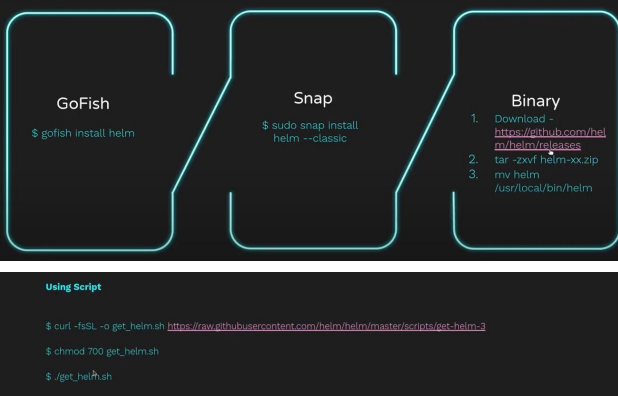 GoFish
$ gofish install helm
Snap
$ sudo snap install
helm --classic
Binary
1. Download -
https://github.com/hel
m/helm/releases
2. tar -zxvf helm-xx.zip
3. mv helm
/usr/local/bin/helm
Using Script
$ curl -fsSL -o get_helm.sh https://raw.githubusercontent.com/helm/helm/master/scripts/get-helm-3
$ chmod 700 get_helm.sh
$ ./get_helm.sh